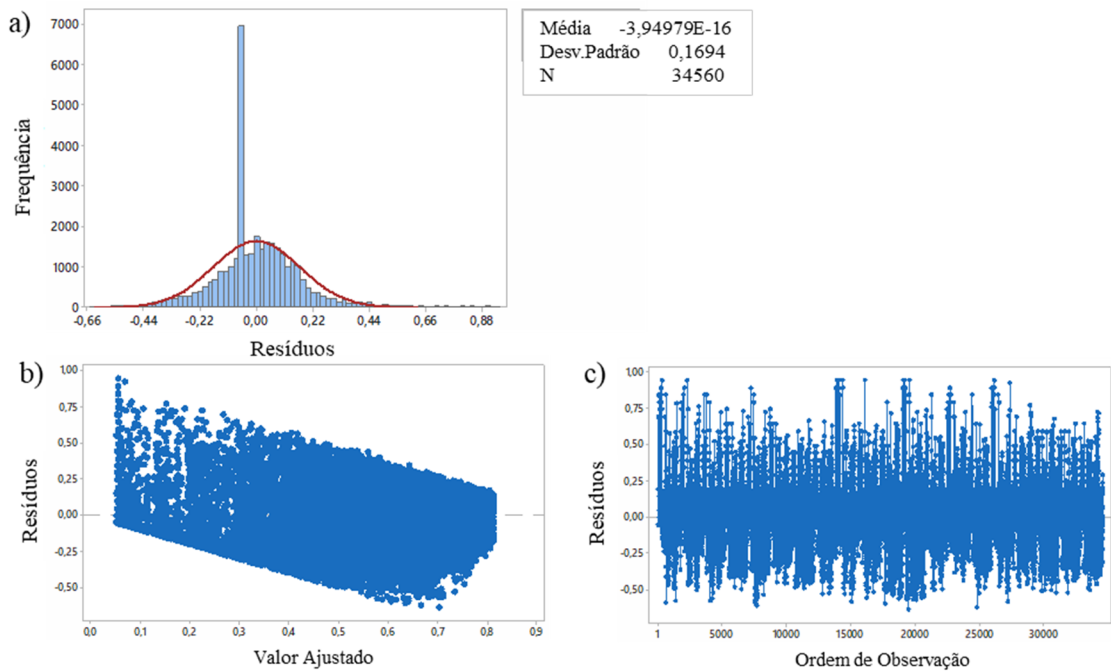 a)
Média -3,94979E-16
Desv.Padrão 0,1694
N 34560
7000
6000
5000
4000
3000
2000
1000
0
Frequência
-0,66 -0,44 -0,22 0,00 0,22 0,44 0,66 0,88
Resíduos
b)
1,00
0,75
0,50
0,25
0,00
-0,25
-0,50
Resíduos
0,0 0,1 0,2 0,3 0,4 0,5 0,6 0,7 0,8 0,9
Valor Ajustado
c)
1,00
0,75
0,50
0,25
0,00
-0,25
-0,50
Resíduos
1 5000 10000 15000 20000 25000 30000
Ordem de Observação